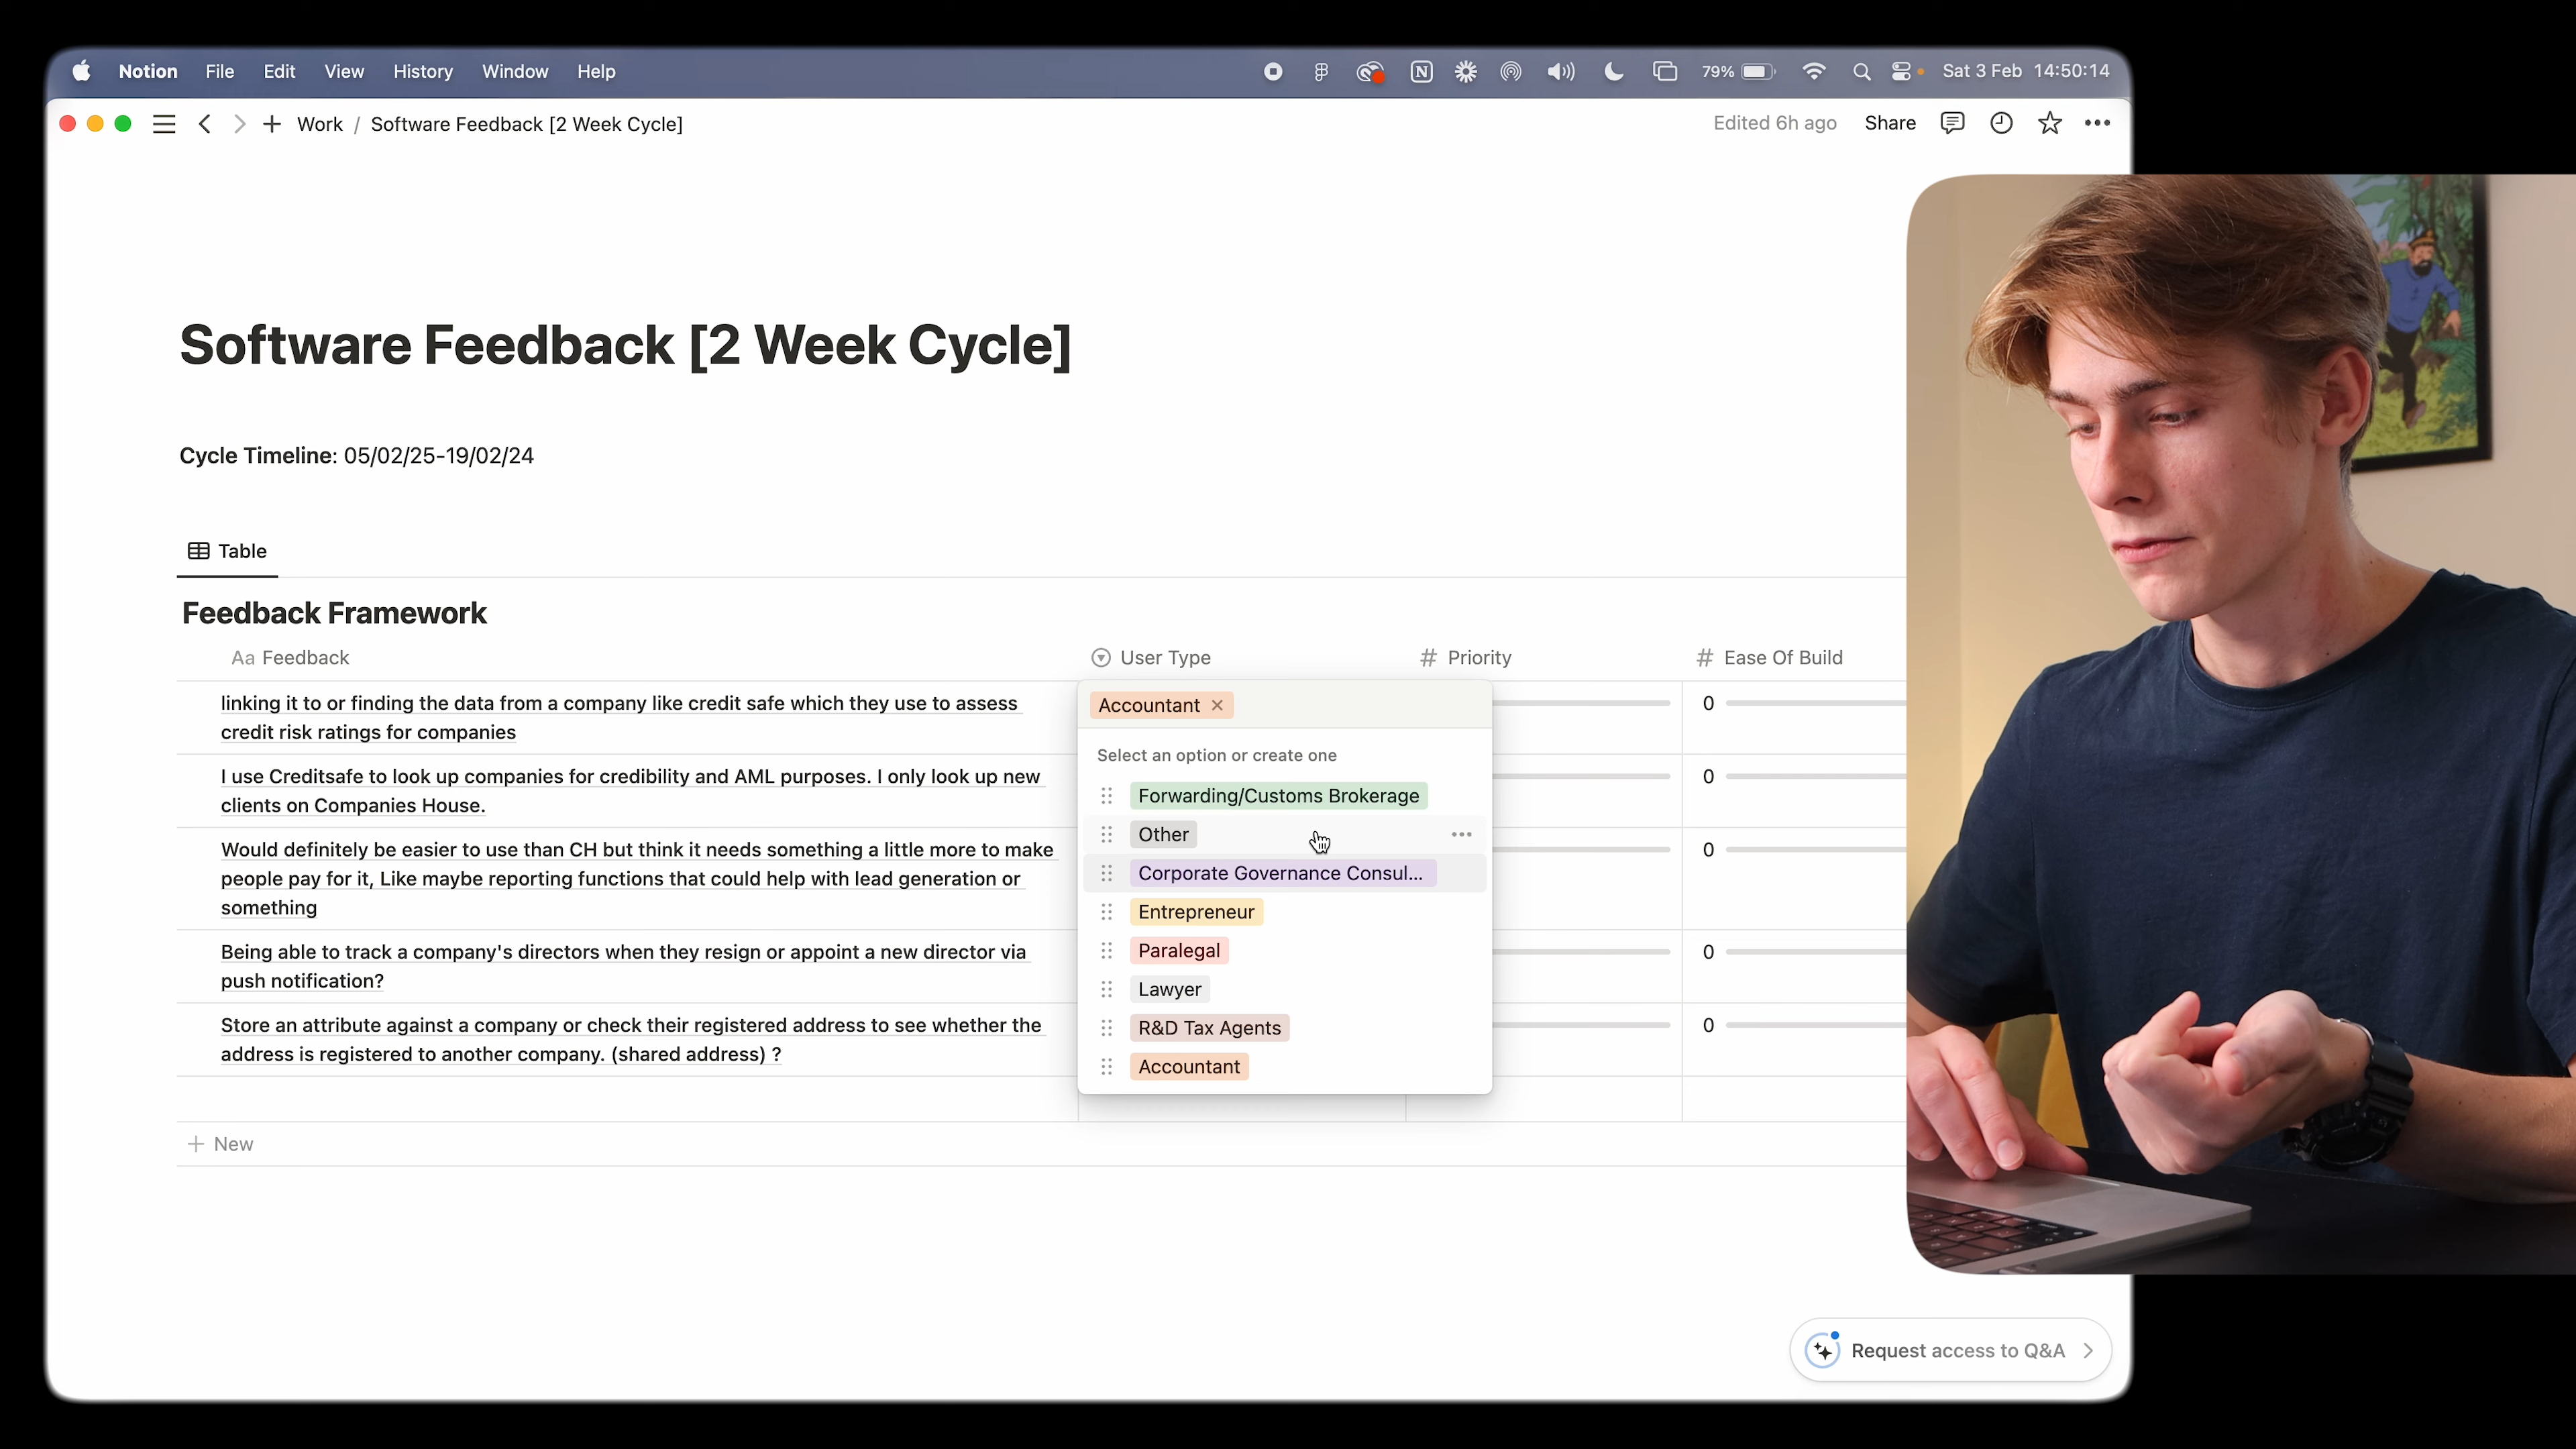 Notion File Edit View History Window Help 79% Sat 3 Feb 14:50:14
Work / Software Feedback [2 Week Cycle] Edited 6h ago Share
Software Feedback [2 Week Cycle]
Cycle Timeline: 05/02/25-19/02/24
Table
Feedback Framework
Aa Feedback User Type # Priority # Ease Of Build
linking it to or finding the data from a company like credit safe which they use to assess
credit risk ratings for companies
0
I use Creditsafe to look up companies for credibility and AML purposes. I only look up new
clients on Companies House.
0
Would definitely be easier to use than CH but think it needs something a little more to make
people pay for it, Like maybe reporting functions that could help with lead generation or
something
0
Being able to track a company's directors when they resign or appoint a new director via
push notification?
0
Store an attribute against a company or check their registered address to see whether the
address is registered to another company. (shared address) ?
0
+ New
Accountant ×
Select an option or create one
Forwarding/Customs Brokerage
Other
Corporate Governance Consul...
Entrepreneur
Paralegal
Lawyer
R&D Tax Agents
Accountant
Request access to Q&A